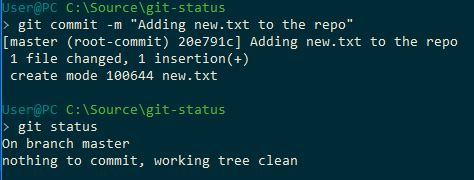 User@PC C:\Source\git-status
> git commit -m "Adding new.txt to the repo"
[master (root-commit) 20e791c] Adding new.txt to the repo
 1 file changed, 1 insertion(+)
 create mode 100644 new.txt
User@PC C:\Source\git-status
> git status
On branch master
nothing to commit, working tree clean